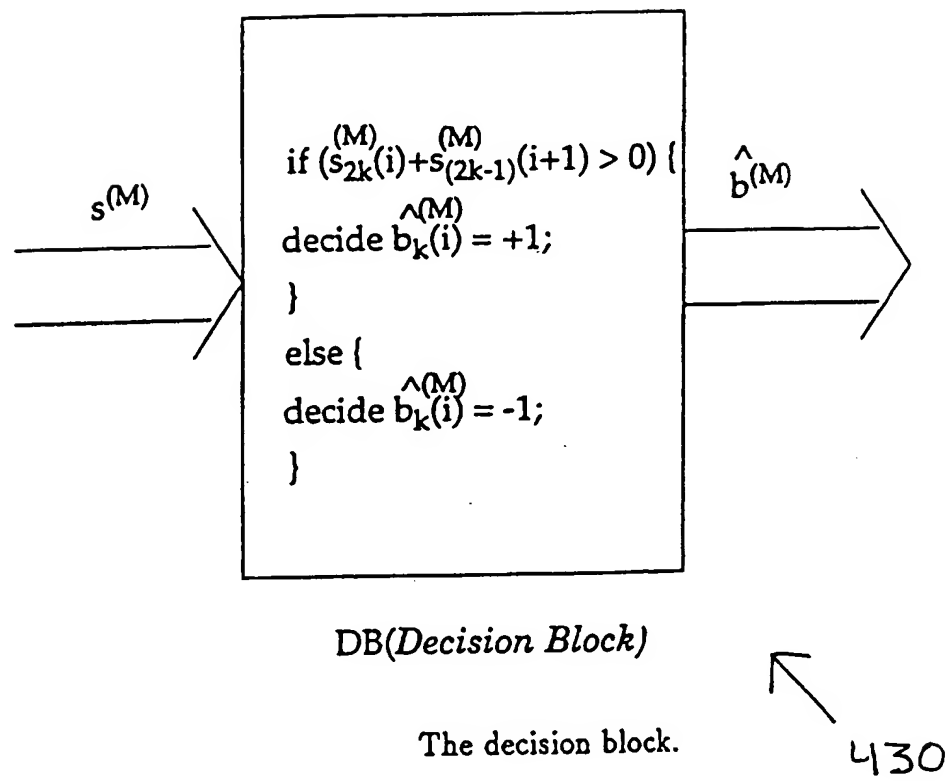 s^(M)
if (s_2k^(M)(i)+s_(2k-1)^(M)(i+1) > 0) {
decide b̂_k^(M)(i) = +1;
}
else {
decide b̂_k^(M)(i) = -1;
}
b̂^(M)
DB(Decision Block)
The decision block.
430